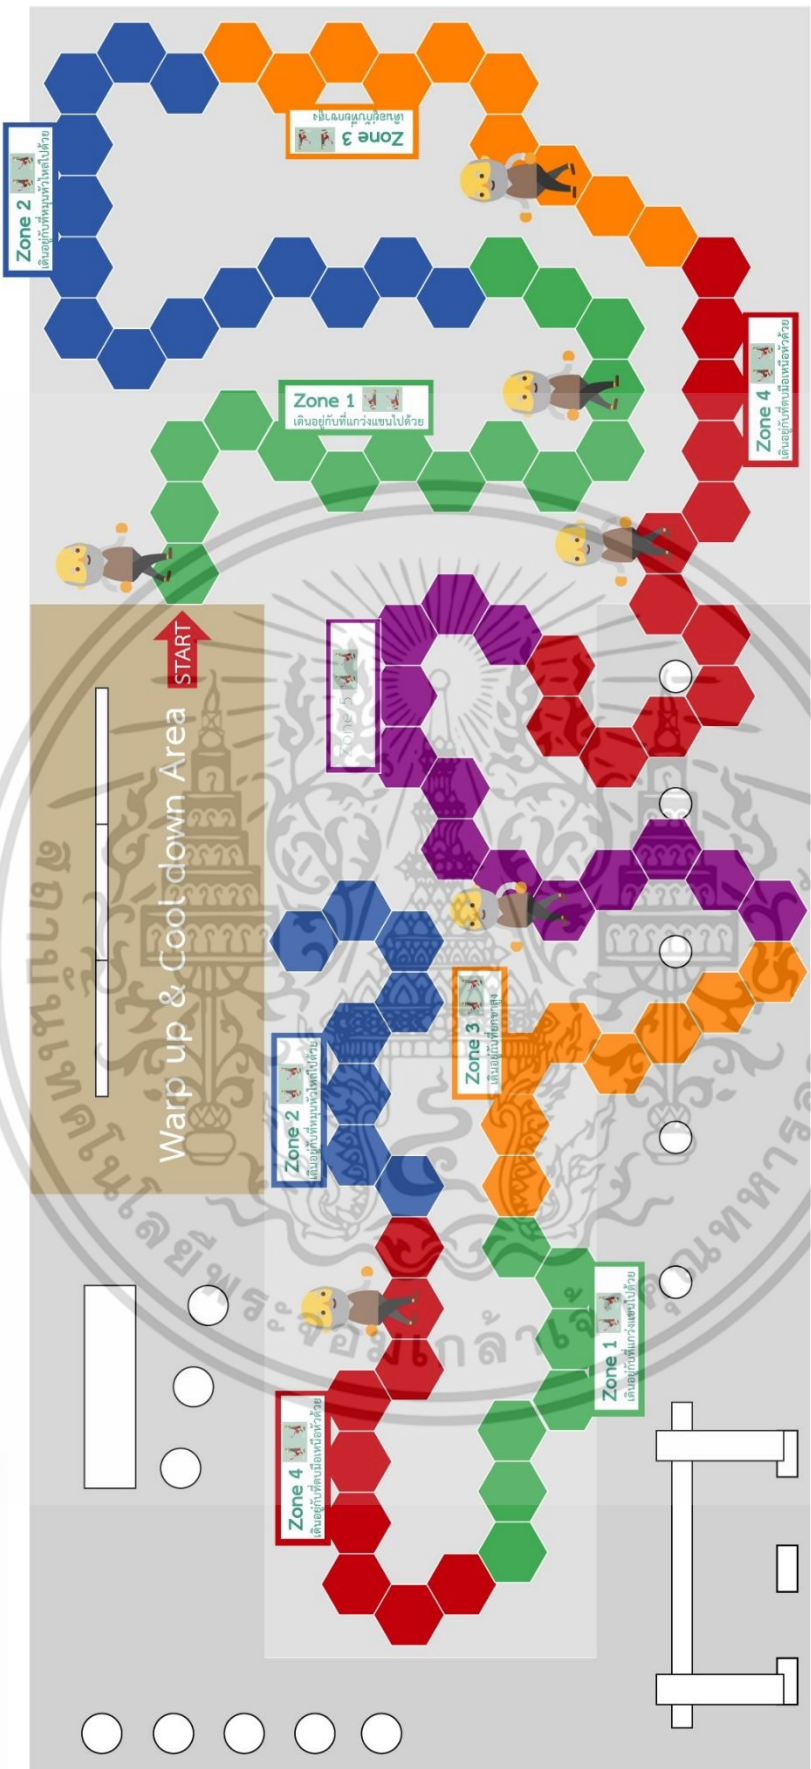 Zone 2
เดินอยู่กับที่หมุนหัวไหล่ไปด้วย
Zone 3
เดินอยู่กับที่ยกขาสูง
Zone 1
เดินอยู่กับที่แกว่งแขนไปด้วย
Zone 4
เดินอยู่กับที่ตบมือเหนือหัวด้วย
START
Warp up & Cool down Area
Zone 5
Zone 3
เดินอยู่กับที่ยกขาสูง
Zone 2
เดินอยู่กับที่หมุนหัวไหล่ไปด้วย
Zone 1
เดินอยู่กับที่แกว่งแขนไปด้วย
Zone 4
เดินอยู่กับที่ตบมือเหนือหัวด้วย